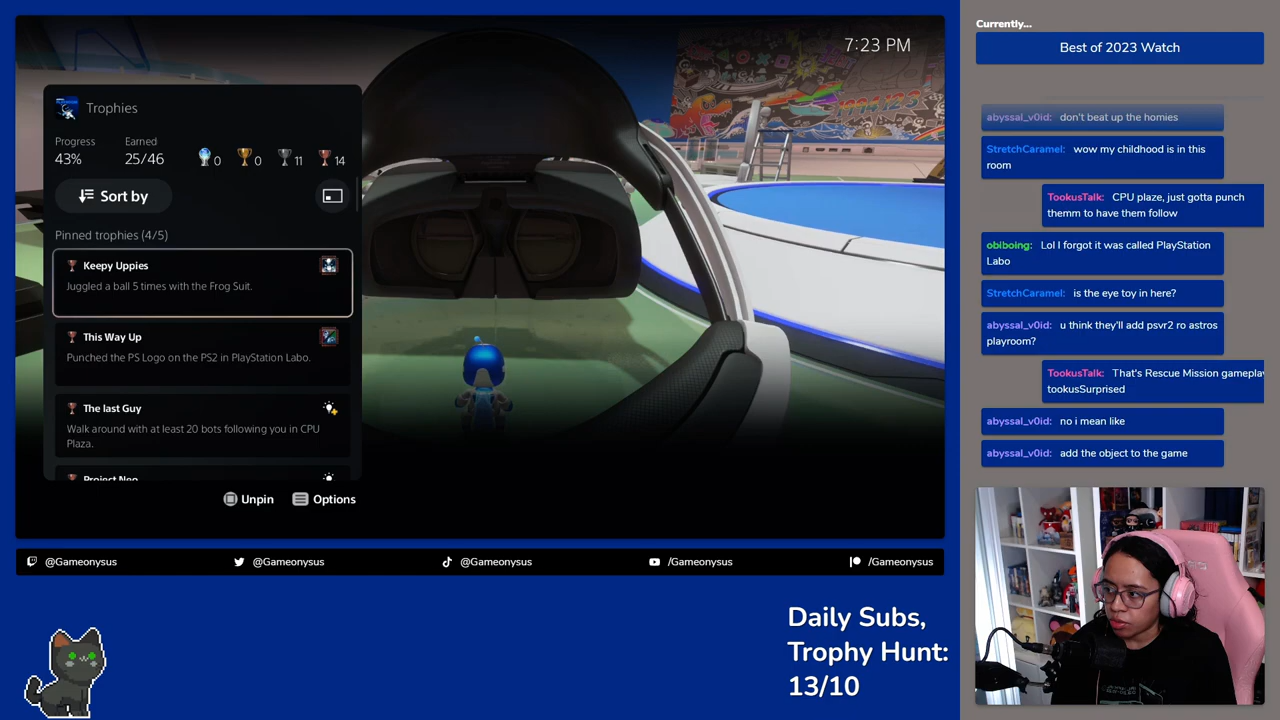 7:23 PM
Trophies
Progress
Earned
43%
25/46
0
0
11
14
Sort by
Pinned trophies (4/5)
Keepy Uppies
Juggled a ball 5 times with the Frog Suit.
This Way Up
Punched the PS Logo on the PS2 in PlayStation Labo.
The last Guy
Walk around with at least 20 bots following you in CPU
Plaza.
Project Neo
Unpin
Options
@Gameonysus
@Gameonysus
@Gameonysus
/Gameonysus
/Gameonysus
Daily Subs,
Trophy Hunt:
13/10
Currently...
Best of 2023 Watch
abyssal_v0id: don't beat up the homies
StretchCaramel: wow my childhood is in this
room
TookusTalk: CPU plaze, just gotta punch
themm to have them follow
obiboing: Lol I forgot it was called PlayStation
Labo
StretchCaramel: is the eye toy in here?
abyssal_v0id: u think they'll add psvr2 ro astros
playroom?
TookusTalk: That's Rescue Mission gameplay
tookusSurprised
abyssal_v0id: no i mean like
abyssal_v0id: add the object to the game